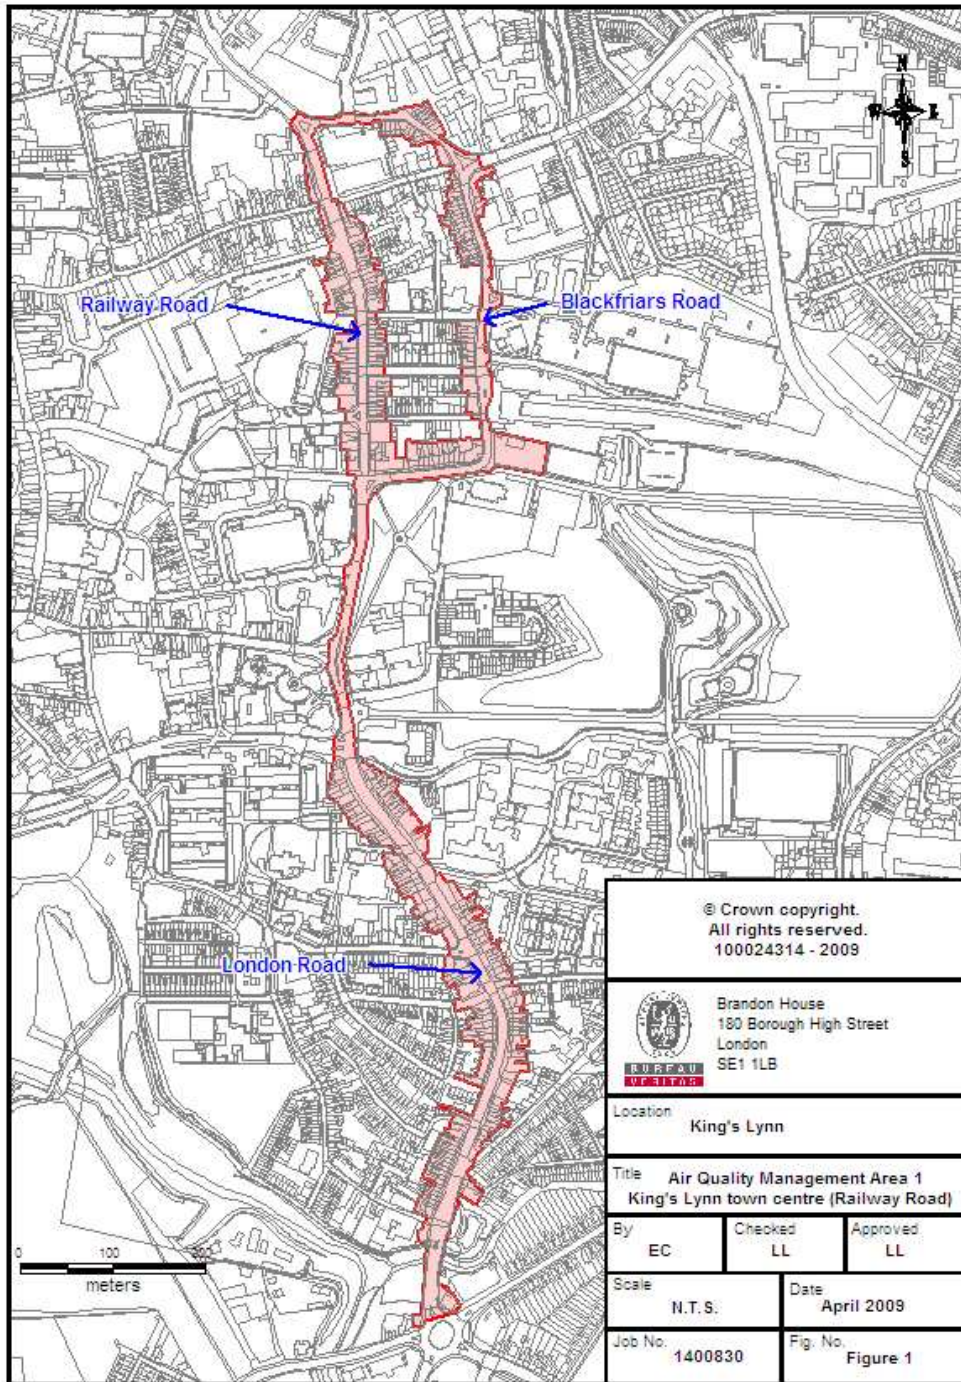 N
W E
S
Railway Road
Blackfriars Road
London Road
0 100 200
meters
© Crown copyright.
All rights reserved.
100024314 - 2009
BUREAU
VERITAS
Brandon House
180 Borough High Street
London
SE1 1LB
Location
King's Lynn
Title Air Quality Management Area 1
King's Lynn town centre (Railway Road)
By
EC
Checked
LL
Approved
LL
Scale
N.T.S.
Date
April 2009
Job No.
1400830
Fig. No.
Figure 1